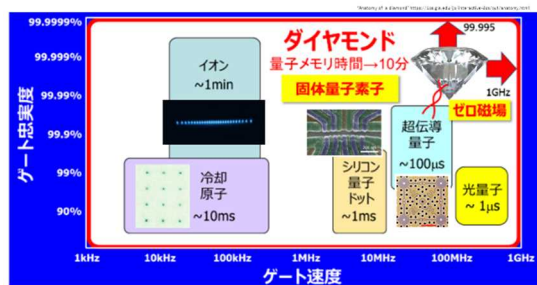 99.9999%
99.999%
99.99%
99.9%
99%
90%
ゲート忠実度
イオン
~1min
ダイヤモンド
量子メモリ時間→10分
固体量子素子
99.995
1GHz
ゼロ磁場
冷却
原子
~10ms
シリコン
量子
ドット
~1ms
超伝導
量子
~100μs
光量子
~ 1μs
1kHz
10kHz
100kHz
1MHz
10MHz
100MHz
1GHz
ゲート速度